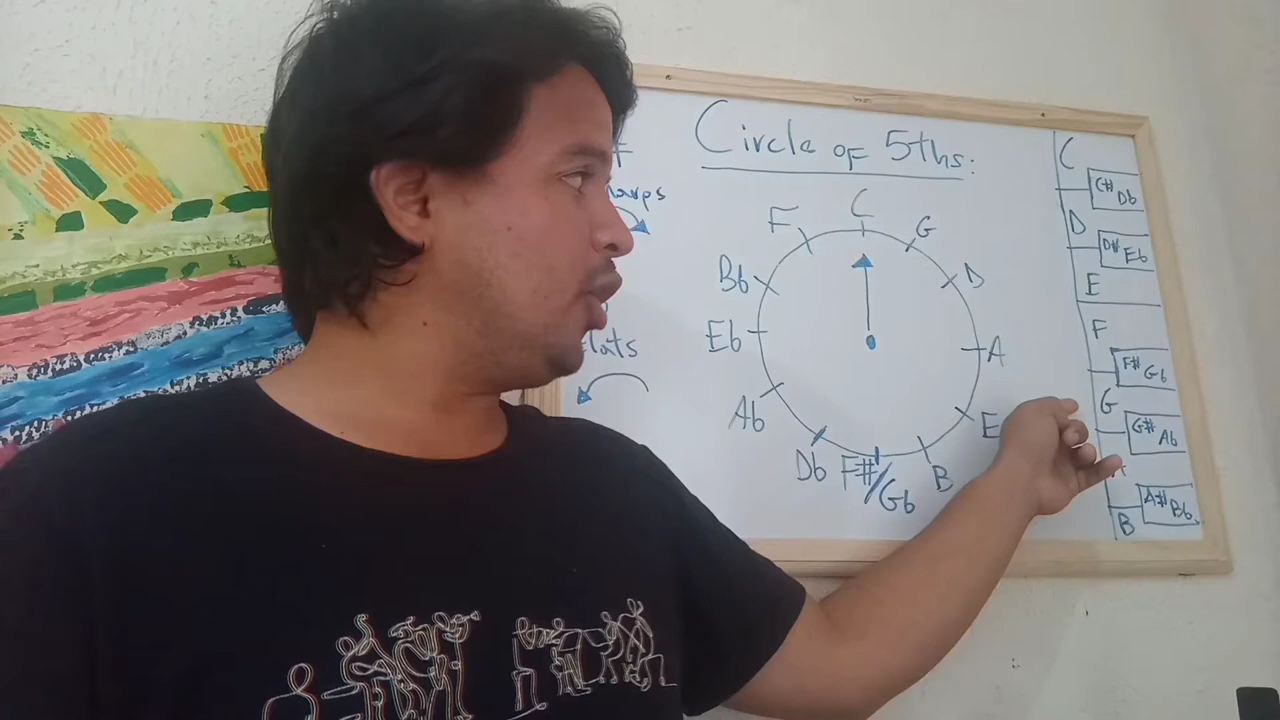 Circle of 5ths:
C
F
G
Bb
D
Eb
A
Ab
E
Db
F#/Gb
B
C
C# Db
D
D# Eb
E
F
F# Gb
G
G# Ab
A# Bb
B